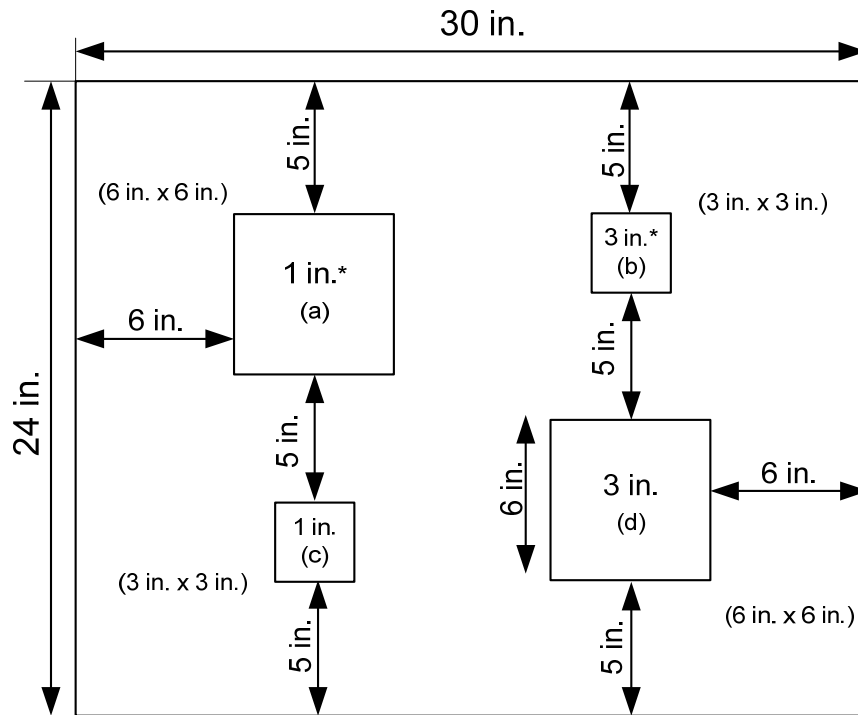 30 in.
5 in.
5 in.
(6 in. x 6 in.)
(3 in. x 3 in.)
1 in.*
(a)
3 in.*
(b)
6 in.
5 in.
24 in.
5 in.
6 in.
3 in.
(d)
6 in.
1 in.
(c)
(3 in. x 3 in.)
(6 in. x 6 in.)
5 in.
5 in.